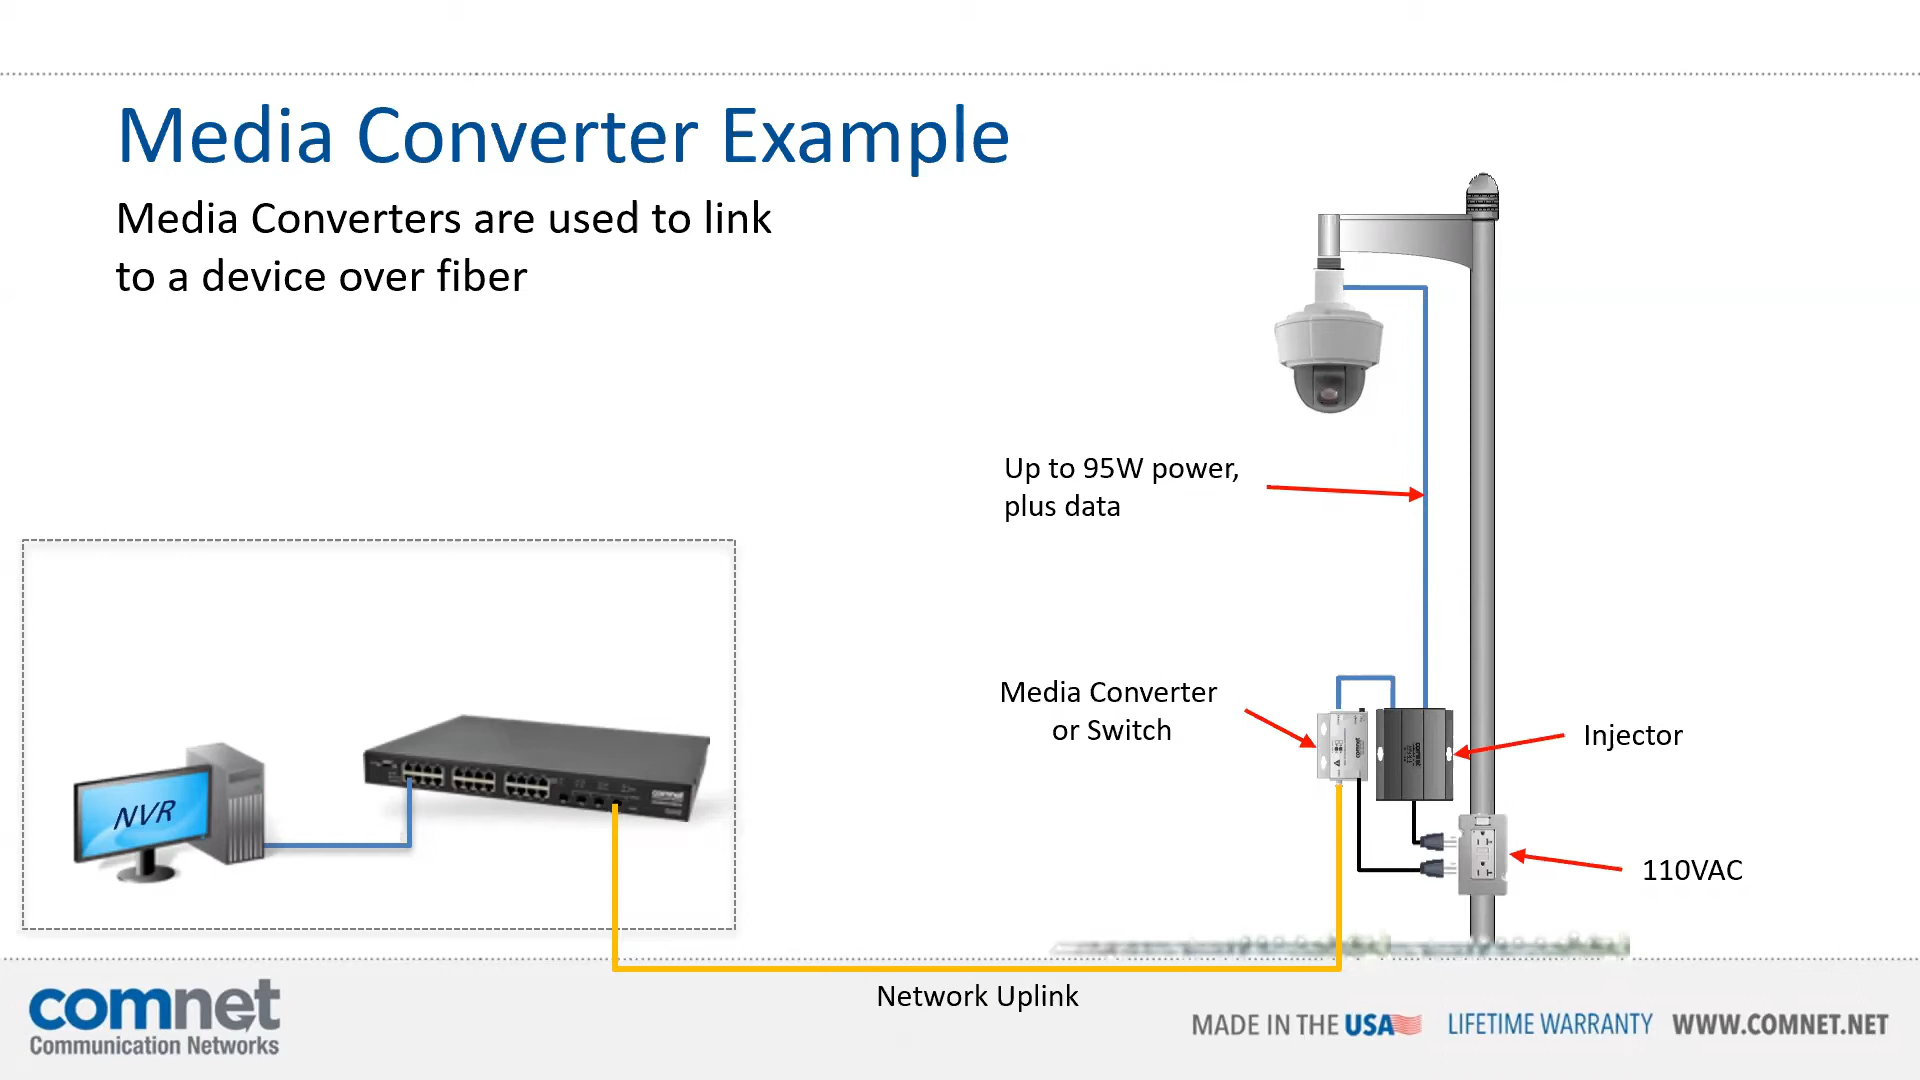 Media Converter Example
Media Converters are used to link
to a device over fiber
Up to 95W power,
plus data
Media Converter
or Switch
Injector
110VAC
NVR
comnet
Network Uplink
comnet
Communication Networks
MADE IN THE USA
LIFETIME WARRANTY
WWW.COMNET.NET